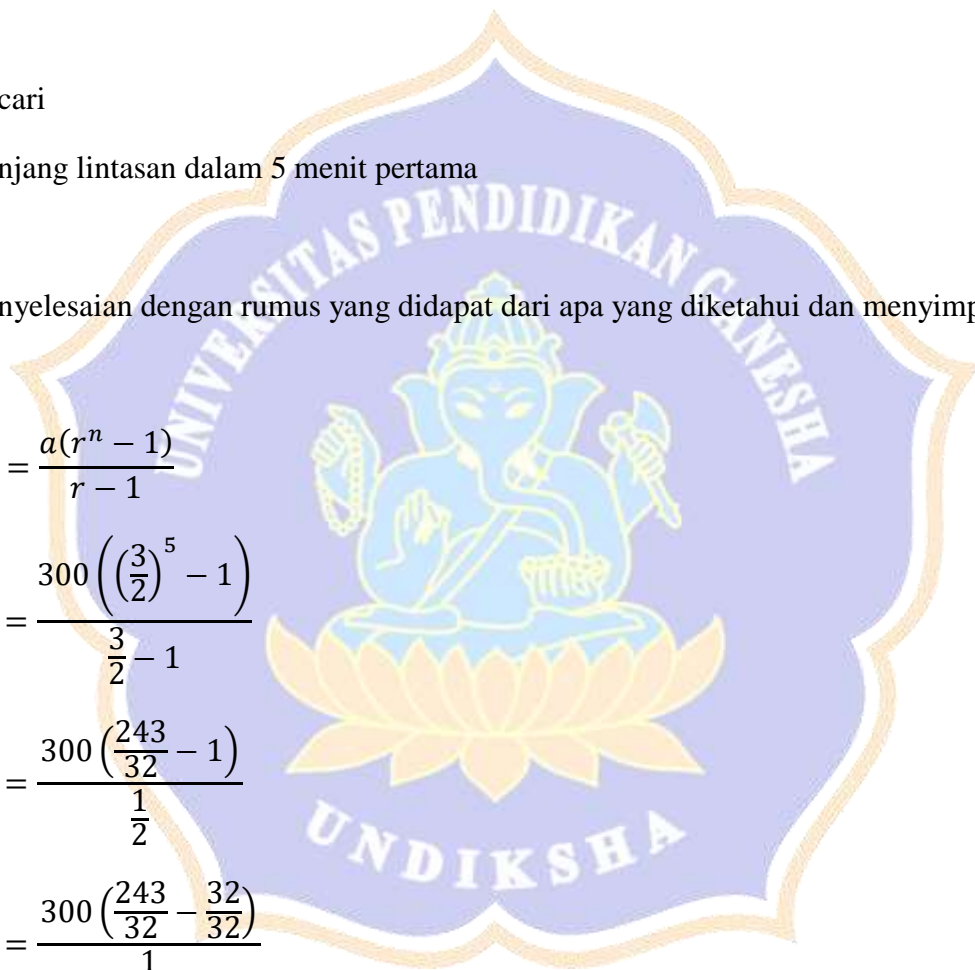 cari
njang lintasan dalam 5 menit pertama
UNIVERSITAS PENDIDIKAN GANESHA
nyelesaian dengan rumus yang didapat dari apa yang diketahui dan menyimp
= a(r^n − 1) / (r − 1)
= 300((3/2)^5 − 1) / (3/2 − 1)
= 300(243/32 − 1) / (1/2)
= 300(243/32 − 32/32) / 1
UNDIKSHA